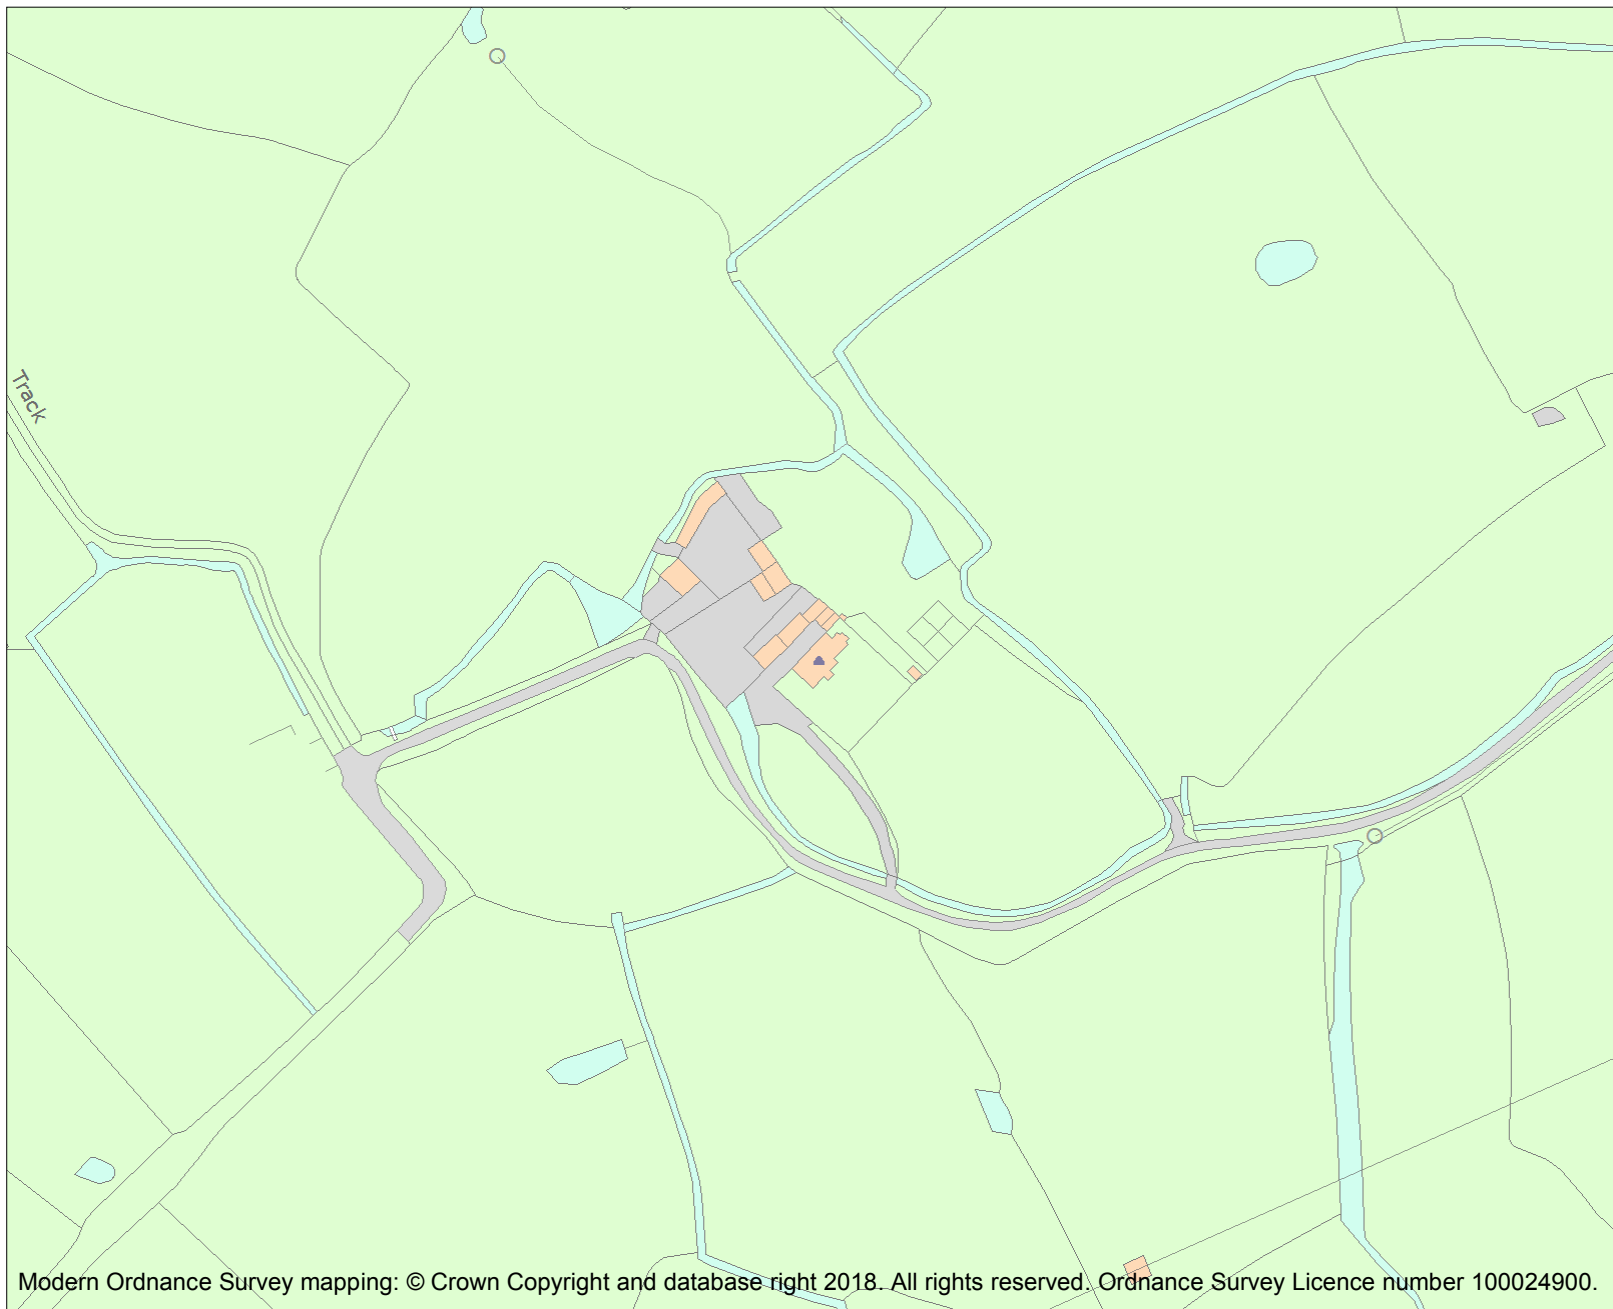 Track
Modern Ordnance Survey mapping: © Crown Copyright and database right 2018. All rights reserved. Ordnance Survey Licence number 100024900.